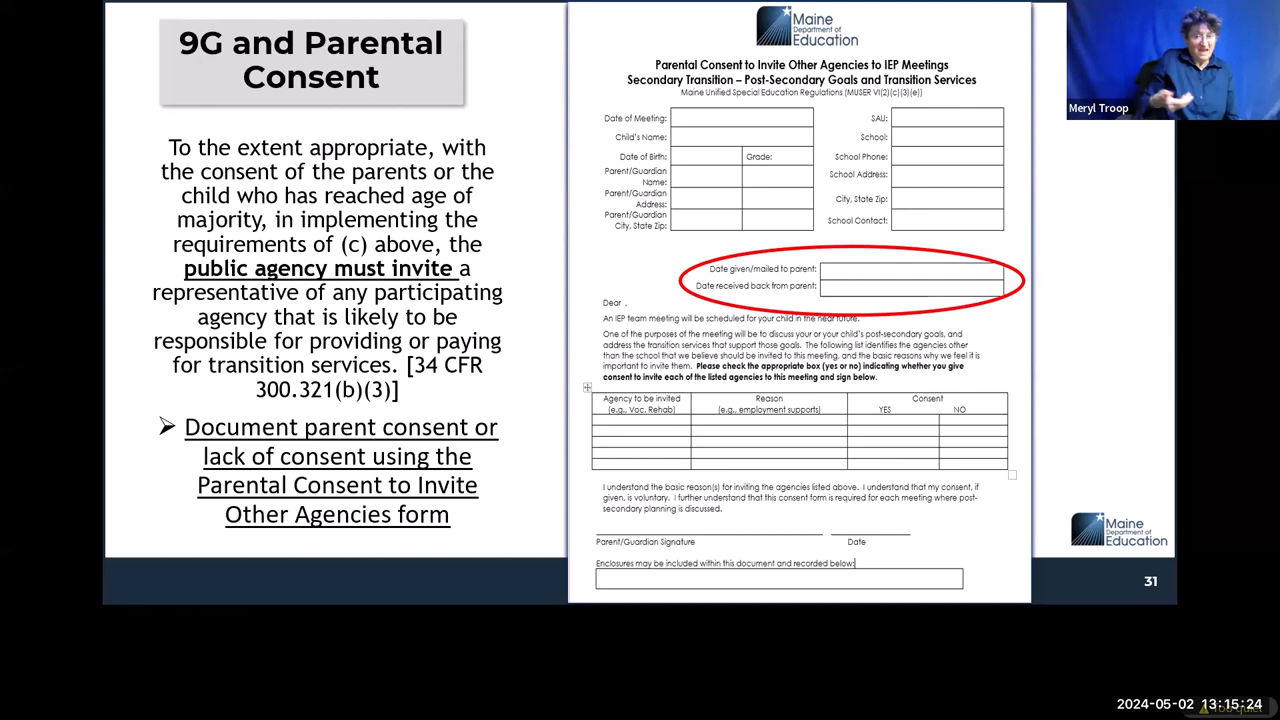 9G and Parental
Consent
To the extent appropriate, with
the consent of the parents or the
child who has reached age of
majority, in implementing the
requirements of (c) above, the
public agency must invite a
representative of any participating
agency that is likely to be
responsible for providing or paying
for transition services. [34 CFR
300.321(b)(3)]
➢ Document parent consent or
lack of consent using the
Parental Consent to Invite
Other Agencies form
Maine
Department of
Education
Parental Consent to Invite Other Agencies to IEP Meetings
Secondary Transition – Post-Secondary Goals and Transition Services
Maine Unified Special Education Regulations (MUSER VI(2)(c)(3)(e))
Date of Meeting:
SAU:
Child's Name:
School:
Date of Birth:
Grade:
School Phone:
Parent/Guardian
Name:
School Address:
Parent/Guardian
Address:
City, State Zip:
Parent/Guardian
City, State Zip:
School Contact:
Date given/mailed to parent:
Date received back from parent:
Dear ,
An IEP team meeting will be scheduled for your child in the near future.
One of the purposes of the meeting will be to discuss your or your child's post-secondary goals, and
address the transition services that support those goals. The following list identifies the agencies other
than the school that we believe should be invited to this meeting, and the basic reasons why we feel it is
important to invite them. Please check the appropriate box (yes or no) indicating whether you give
consent to invite each of the listed agencies to this meeting and sign below.
Agency to be invited
(e.g., Voc. Rehab)
Reason
(e.g., employment supports)
Consent
YES NO
I understand the basic reason(s) for inviting the agencies listed above. I understand that my consent, if
given, is voluntary. I further understand that this consent form is required for each meeting where post-
secondary planning is discussed.
Parent/Guardian Signature
Date
Enclosures may be included within this document and recorded below:
Maine
Department of
Education
31
Meryl Troop
2024-05-02 13:15:24